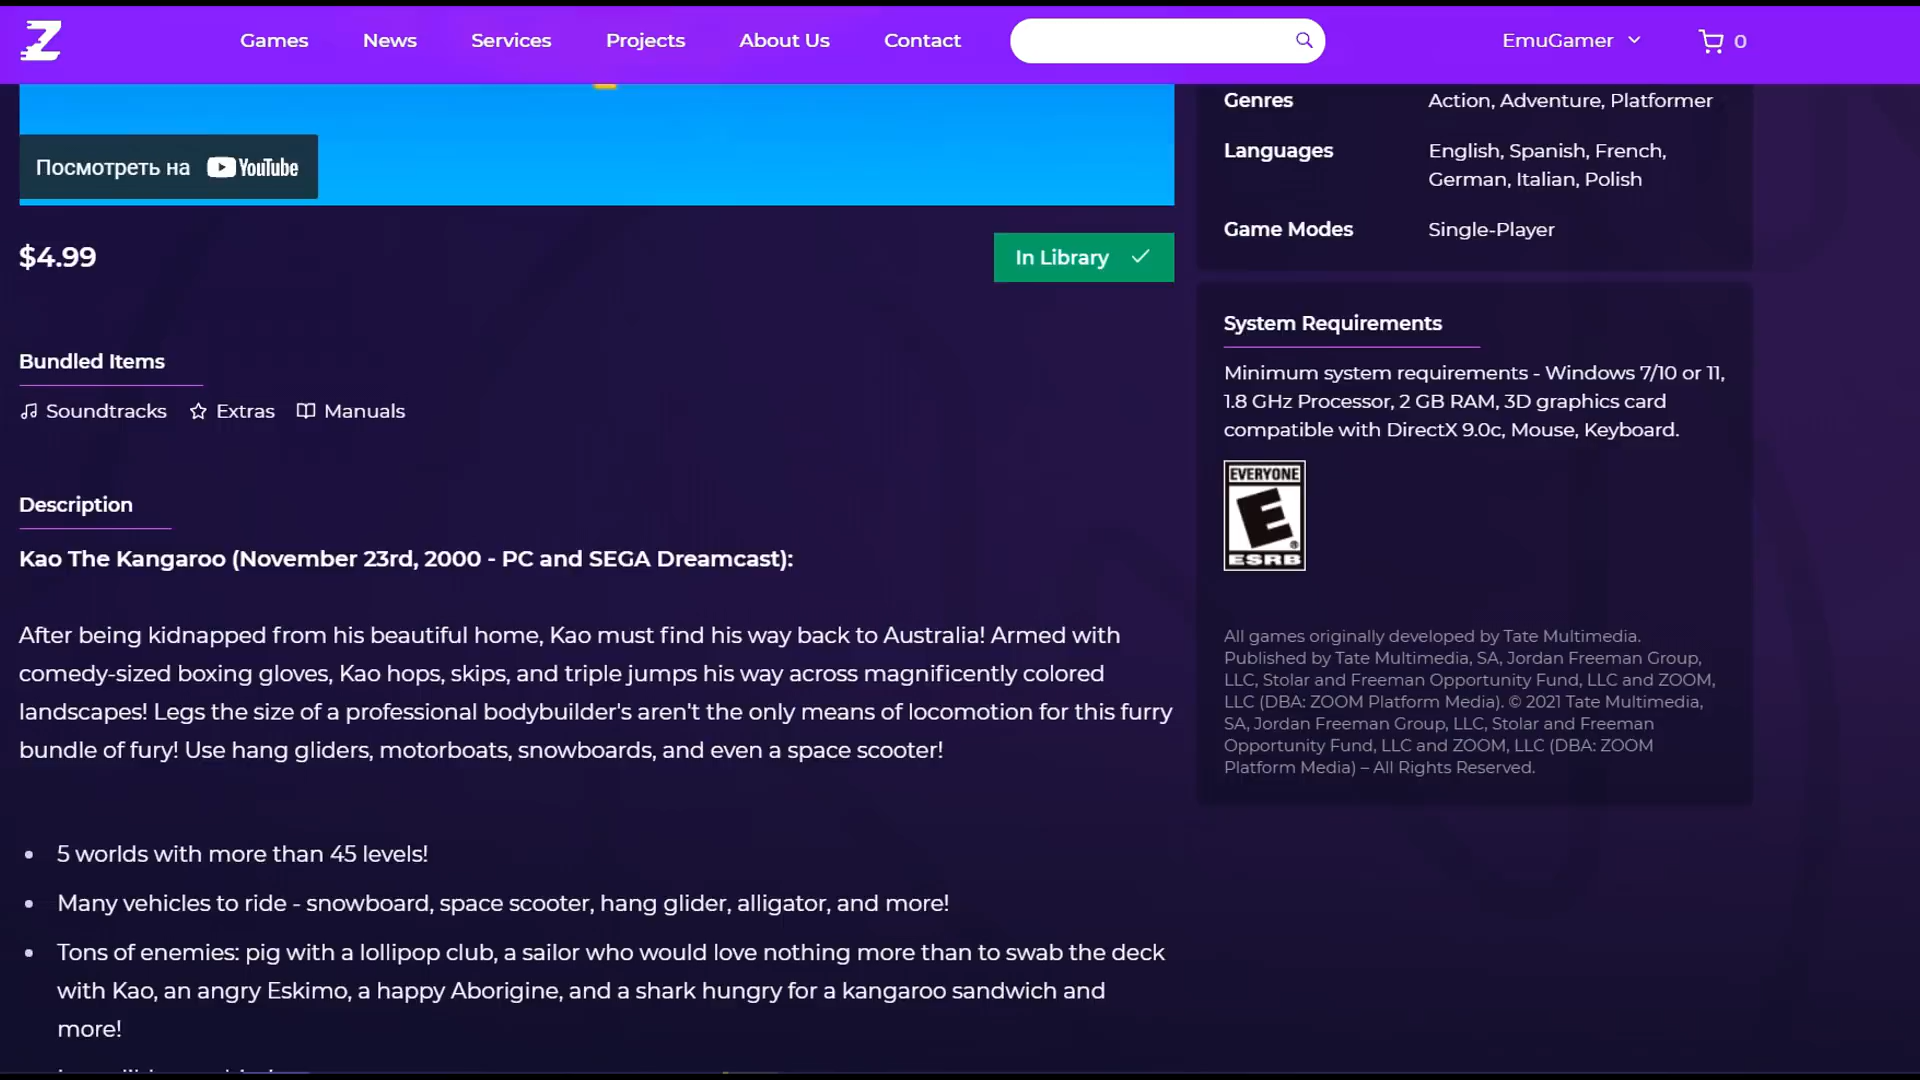 Z
Games News Services Projects About Us Contact
EmuGamer
0
Посмотреть на YouTube
$4.99
In Library
Bundled Items
Soundtracks Extras Manuals
Description
Kao The Kangaroo (November 23rd, 2000 - PC and SEGA Dreamcast):
After being kidnapped from his beautiful home, Kao must find his way back to Australia! Armed with
comedy-sized boxing gloves, Kao hops, skips, and triple jumps his way across magnificently colored
landscapes! Legs the size of a professional bodybuilder's aren't the only means of locomotion for this furry
bundle of fury! Use hang gliders, motorboats, snowboards, and even a space scooter!
5 worlds with more than 45 levels!
Many vehicles to ride - snowboard, space scooter, hang glider, alligator, and more!
Tons of enemies: pig with a lollipop club, a sailor who would love nothing more than to swab the deck
with Kao, an angry Eskimo, a happy Aborigine, and a shark hungry for a kangaroo sandwich and
more!
Genres Action, Adventure, Platformer
Languages English, Spanish, French,
German, Italian, Polish
Game Modes Single-Player
System Requirements
Minimum system requirements - Windows 7/10 or 11,
1.8 GHz Processor, 2 GB RAM, 3D graphics card
compatible with DirectX 9.0c, Mouse, Keyboard.
EVERYONE
E
®
ESRB
All games originally developed by Tate Multimedia.
Published by Tate Multimedia, SA, Jordan Freeman Group,
LLC, Stolar and Freeman Opportunity Fund, LLC and ZOOM,
LLC (DBA: ZOOM Platform Media). © 2021 Tate Multimedia,
SA, Jordan Freeman Group, LLC, Stolar and Freeman
Opportunity Fund, LLC and ZOOM, LLC (DBA: ZOOM
Platform Media) – All Rights Reserved.